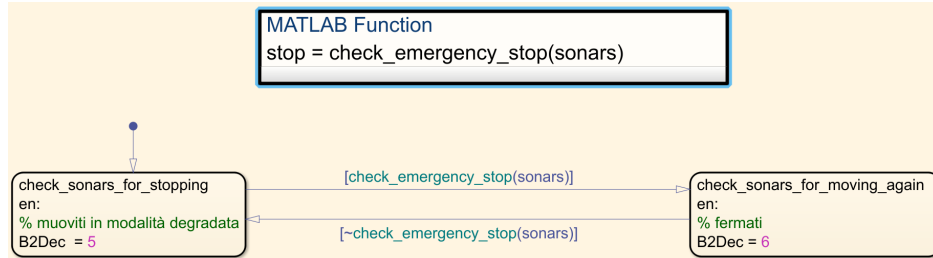 MATLAB Function
stop = check_emergency_stop(sonars)
[check_emergency_stop(sonars)]
check_sonars_for_stopping
en:
% muoviti in modalità degradata
B2Dec = 5
check_sonars_for_moving_again
en:
% fermati
B2Dec = 6
[~check_emergency_stop(sonars)]